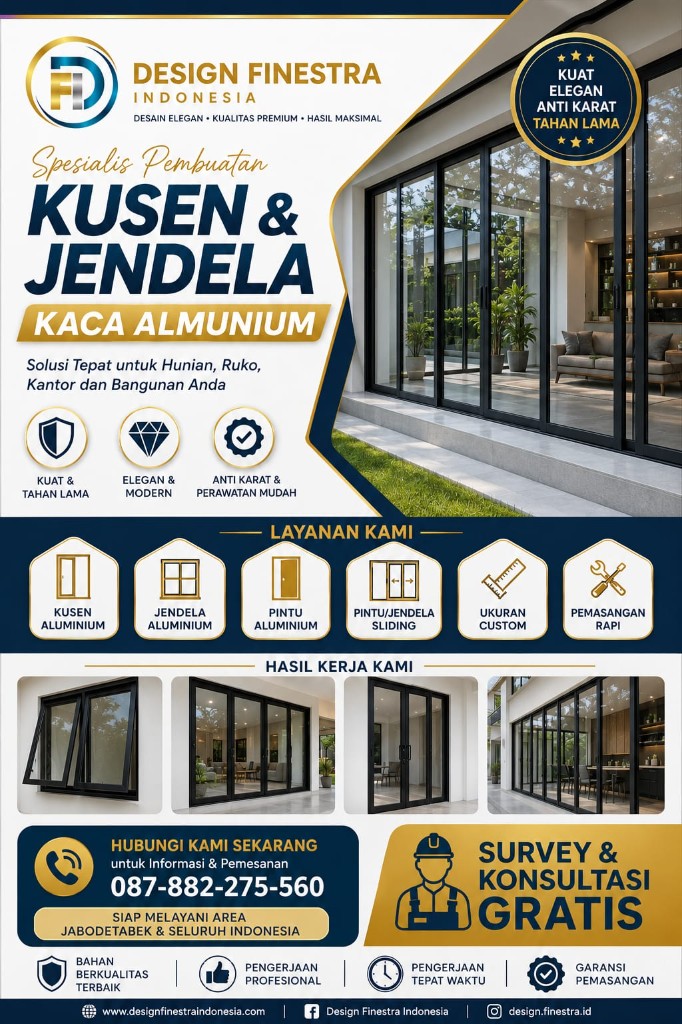 DESIGN FINESTRA
INDONESIA
DESAIN ELEGAN • KUALITAS PREMIUM • HASIL MAKSIMAL
KUAT
ELEGAN
ANTI KARAT
TAHAN LAMA
Spesialis Pembuatan
KUSEN &
JENDELA
KACA ALMUNIUM
Solusi Tepat untuk Hunian, Ruko,
Kantor dan Bangunan Anda
KUAT &
TAHAN LAMA
ELEGAN &
MODERN
ANTI KARAT &
PERAWATAN MUDAH
LAYANAN KAMI
KUSEN
ALUMINIUM
JENDELA
ALUMINIUM
PINTU
ALUMINIUM
PINTU/JENDELA
SLIDING
UKURAN
CUSTOM
PEMASANGAN
RAPI
HASIL KERJA KAMI
HUBUNGI KAMI SEKARANG
untuk Informasi & Pemesanan
087-882-275-560
SIAP MELAYANI AREA
JABODETABEK & SELURUH INDONESIA
SURVEY &
KONSULTASI
GRATIS
BAHAN
BERKUALITAS
TERBAIK
PENGERJAAN
PROFESIONAL
PENGERJAAN
TEPAT WAKTU
GARANSI
PEMASANGAN
www.designfinestraindonesia.com
Design Finestra Indonesia
design.finestra.id